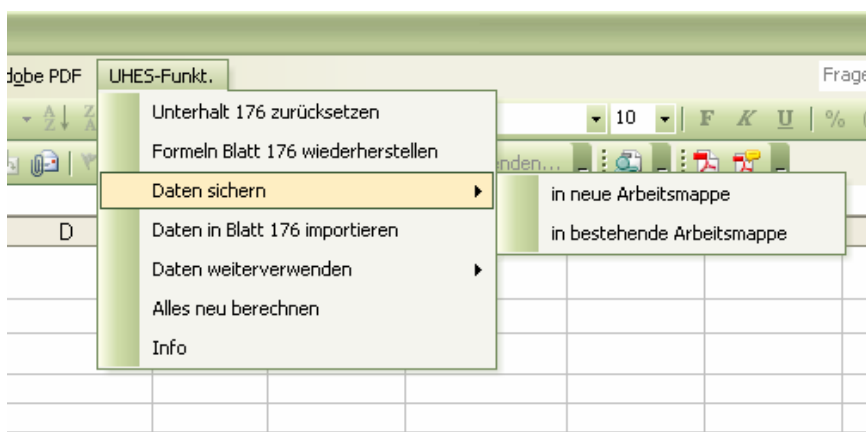 dobe PDF UHES-Funkt. Frage
Unterhalt 176 zurücksetzen
10 F K U %
Formeln Blatt 176 wiederherstellen
nden...
Daten sichern
in neue Arbeitsmappe
D
Daten in Blatt 176 importieren
in bestehende Arbeitsmappe
Daten weiterverwenden
Alles neu berechnen
Info